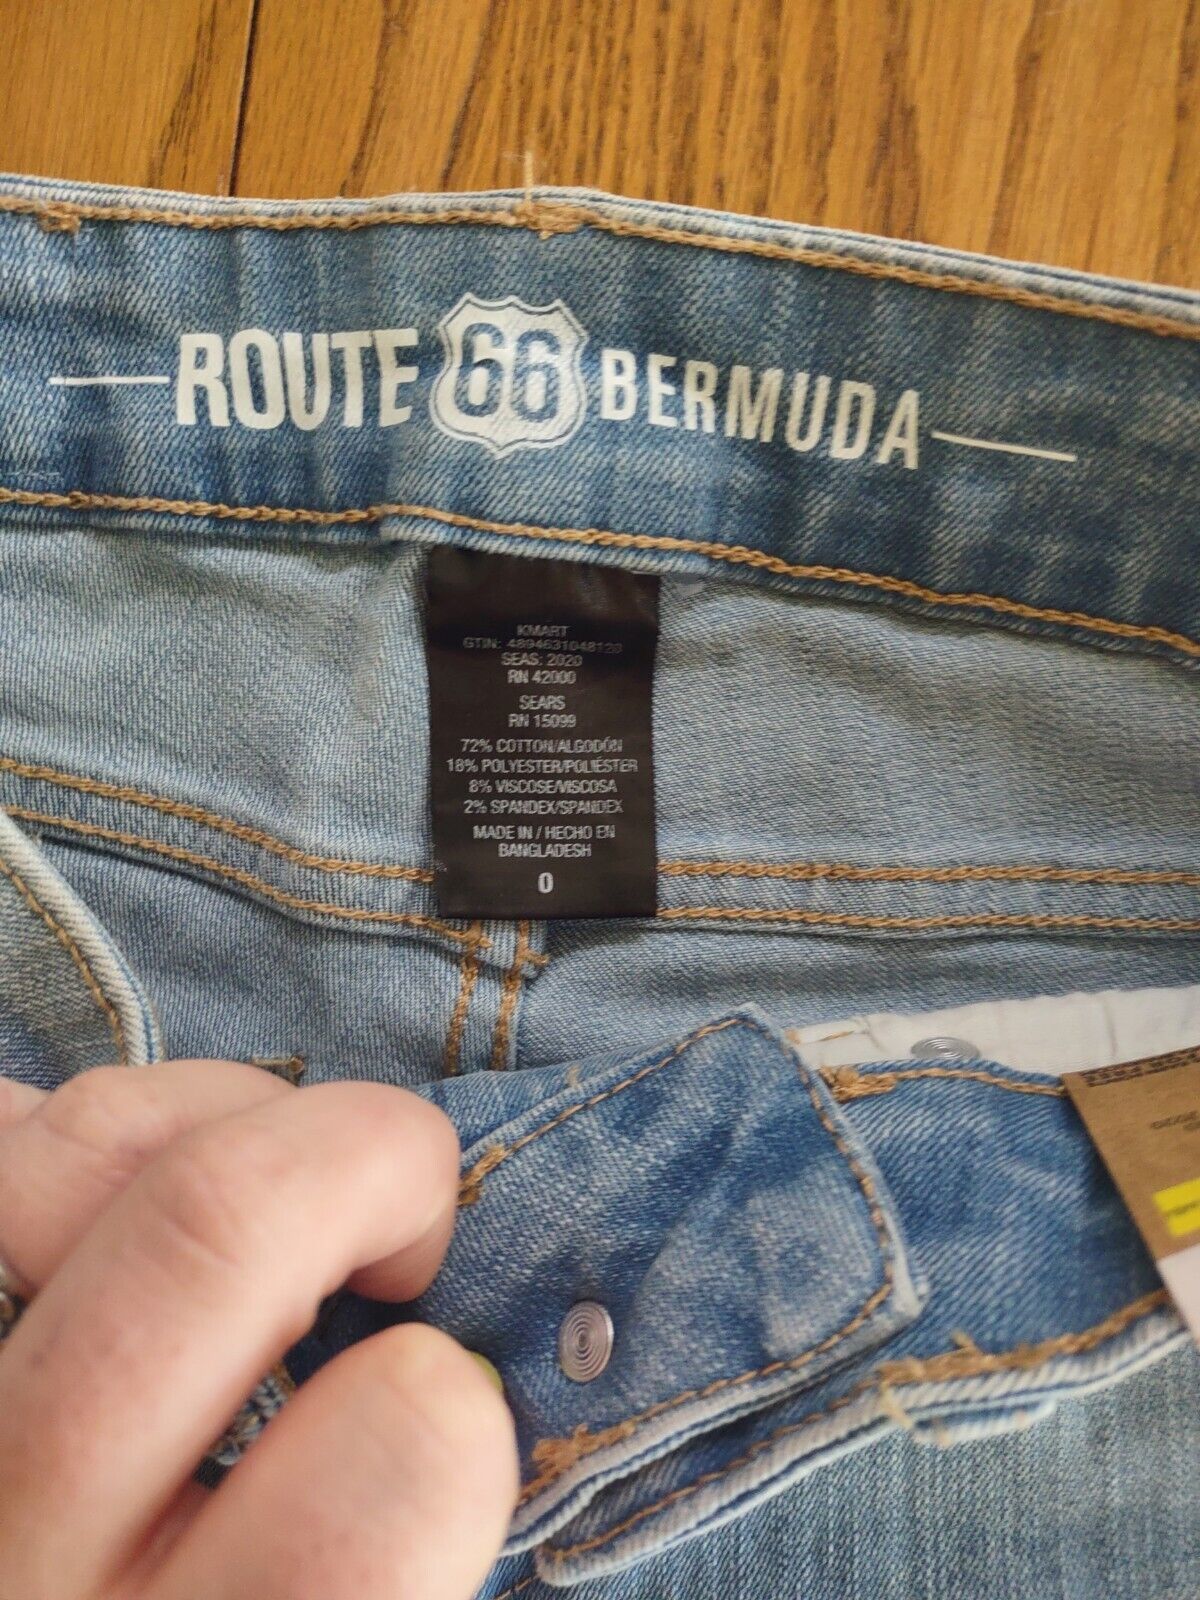 ROUTE 66 BERMUDA
KMART
GTIN: 4894631048120
SEAS: 2020
RN 42000
SEARS
RN 15099
72% COTTON/ALGODÓN
18% POLYESTER/POLIÉSTER
8% VISCOSE/VISCOSA
2% SPANDEX/SPANDEX
MADE IN / HECHO EN
BANGLADESH
0